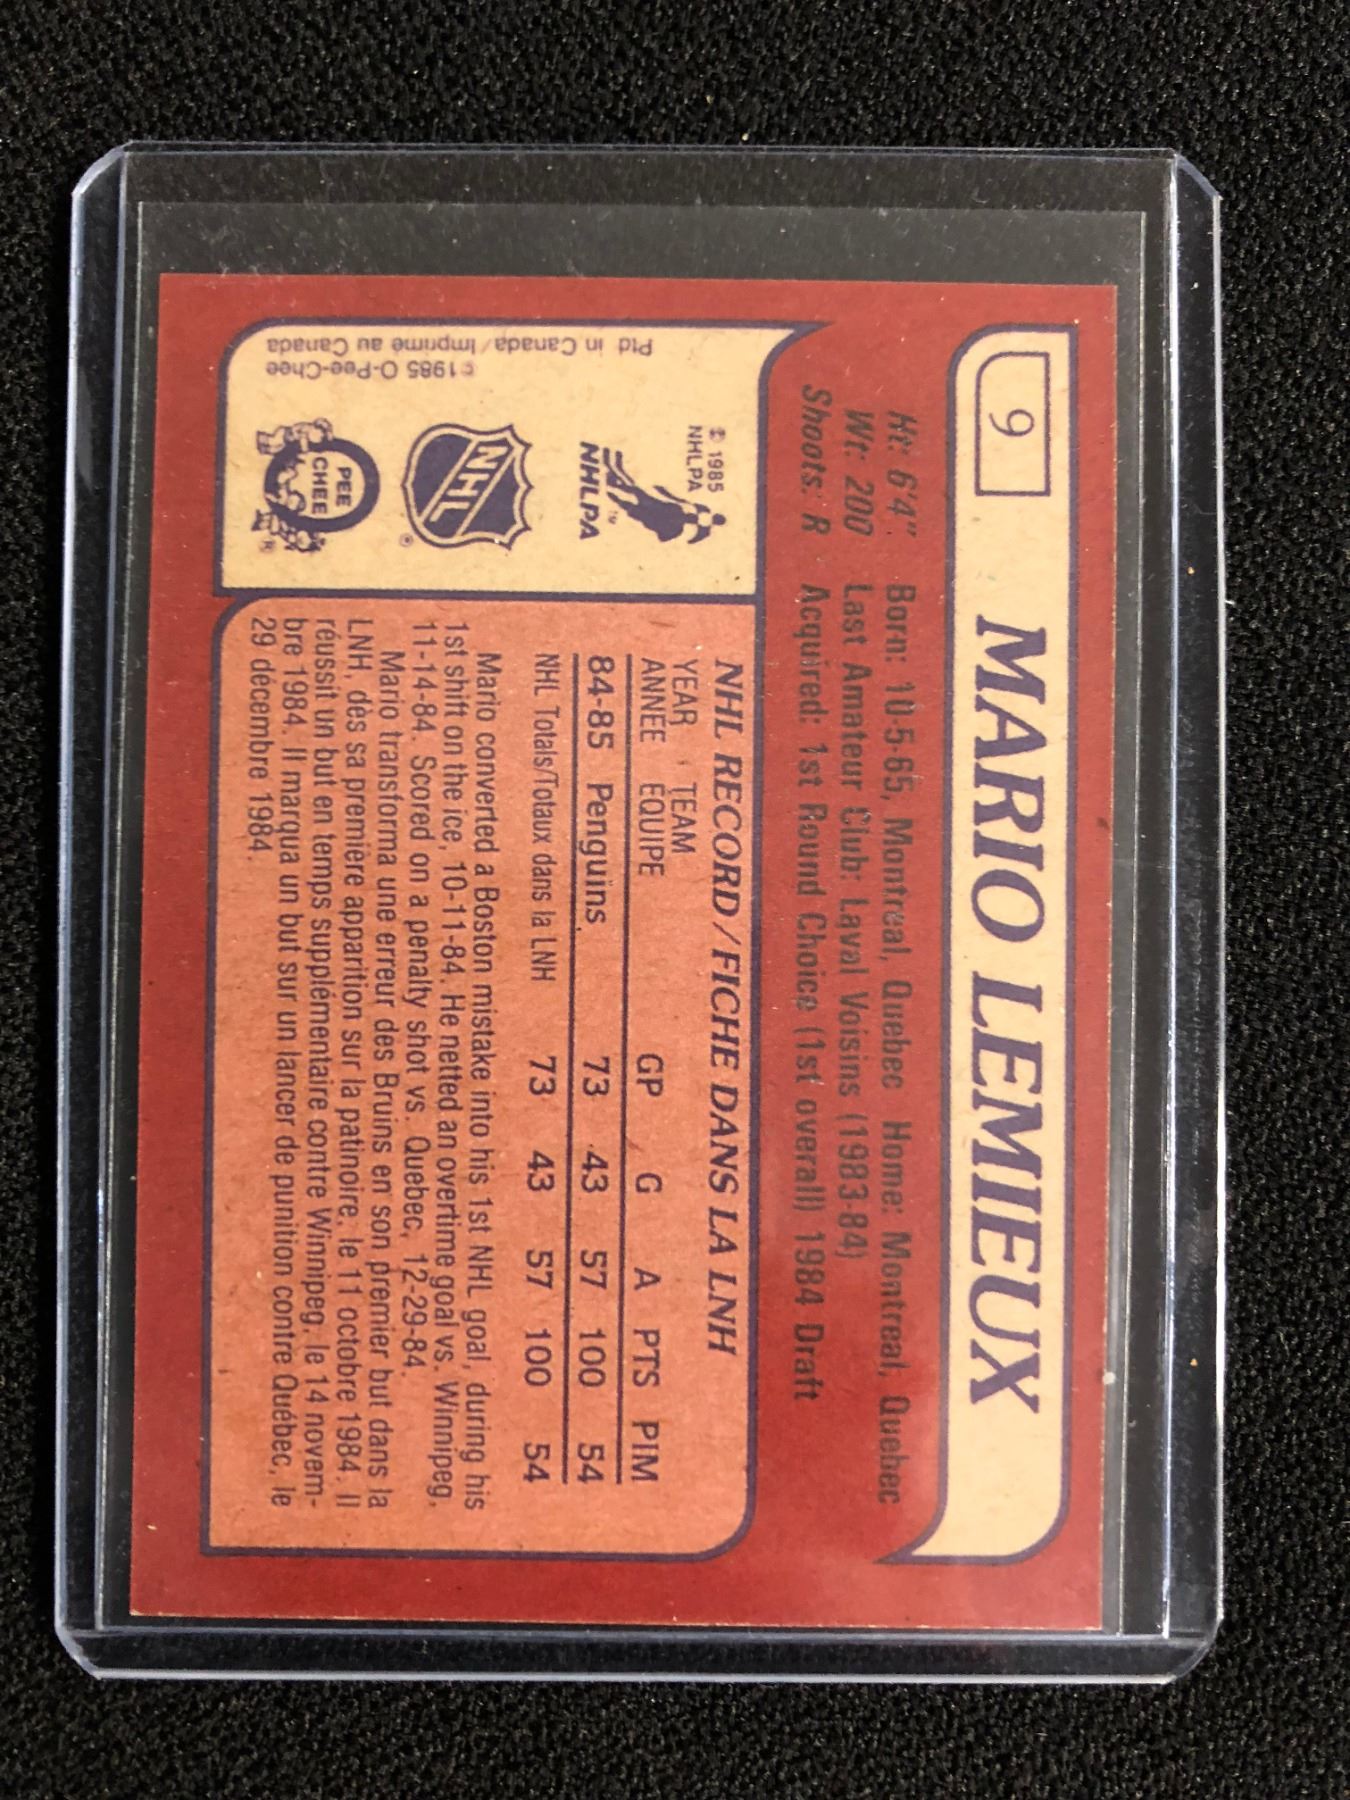 9 MARIO LEMIEUX
Ht: 6'4" Born: 10-5-65, Montreal, Quebec Home: Montreal, Quebec
Wt: 200 Last Amateur Club: Laval Voisins (1983-84)
Shoots: R Acquired: 1st Round Choice (1st overall) 1984 Draft
© 1985
NHLPA
NHLPA™
NHL®
PEE
CHEE
®
©1985 O-Pee-Chee
Ptd in Canada/Imprimé au Canada
NHL RECORD/FICHE DANS LA LNH
YEAR TEAM
ANNÉE EQUIPE GP G A PTS PIM
84-85 Penguins 73 43 57 100 54
NHL Totals/Totaux dans la LNH 73 43 57 100 54
Mario converted a Boston mistake into his 1st NHL goal, during his
1st shift on the ice, 10-11-84. He netted an overtime goal vs. Winnipeg,
11-14-84. Scored on a penalty shot vs. Quebec, 12-29-84.
Mario transforma une erreur des Bruins en son premier but dans la
LNH, dès sa première apparition sur la patinoire, le 11 octobre 1984. Il
réussit un but en temps supplémentaire contre Winnipeg, le 14 novem-
bre 1984. Il marqua un but sur un lancer de punition contre Québec, le
29 décembre 1984.